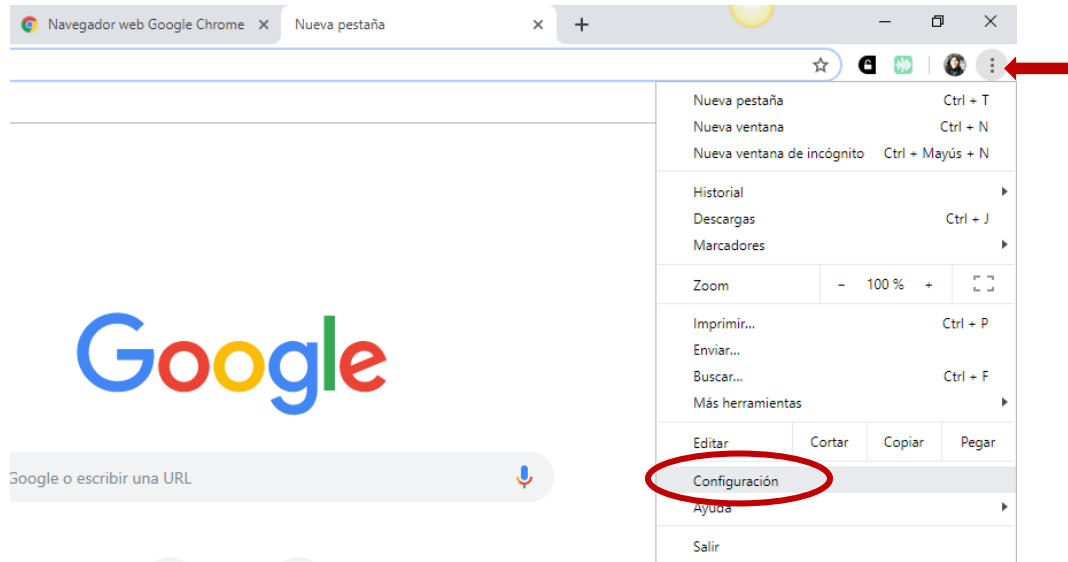 Navegador web Google Chrome
Nueva pestaña
Nueva pestaña Ctrl + T
Nueva ventana Ctrl + N
Nueva ventana de incógnito Ctrl + Mayús + N
Historial
Descargas Ctrl + J
Marcadores
Zoom - 100 % +
Imprimir... Ctrl + P
Enviar...
Buscar... Ctrl + F
Más herramientas
Editar Cortar Copiar Pegar
Configuración
Ayuda
Salir
Google
Google o escribir una URL